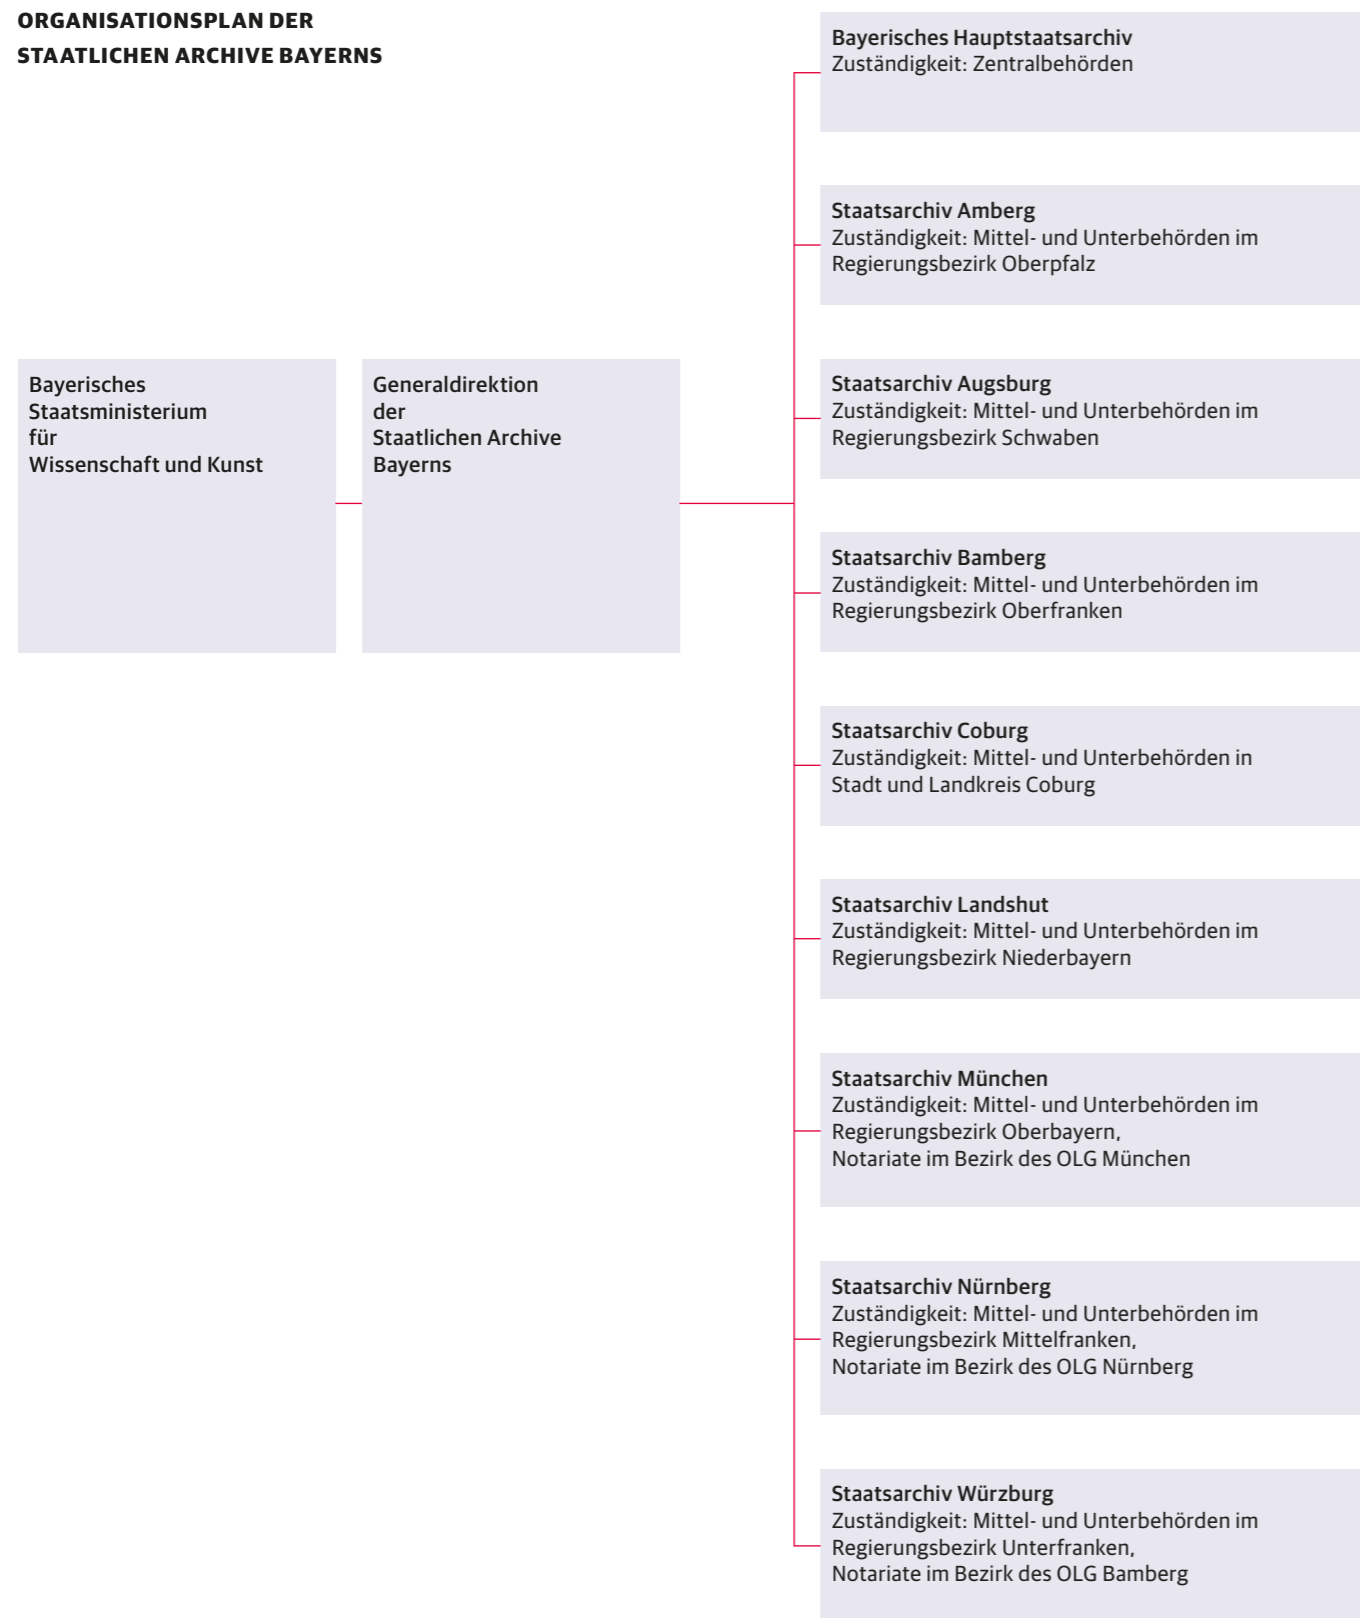 ORGANISATIONSPLAN DER
STAATLICHEN ARCHIVE BAYERNS
Bayerisches
Staatsministerium
für
Wissenschaft und Kunst
Generaldirektion
der
Staatlichen Archive
Bayerns
Bayerisches Hauptstaatsarchiv
Zuständigkeit: Zentralbehörden
Staatsarchiv Amberg
Zuständigkeit: Mittel- und Unterbehörden im
Regierungsbezirk Oberpfalz
Staatsarchiv Augsburg
Zuständigkeit: Mittel- und Unterbehörden im
Regierungsbezirk Schwaben
Staatsarchiv Bamberg
Zuständigkeit: Mittel- und Unterbehörden im
Regierungsbezirk Oberfranken
Staatsarchiv Coburg
Zuständigkeit: Mittel- und Unterbehörden in
Stadt und Landkreis Coburg
Staatsarchiv Landshut
Zuständigkeit: Mittel- und Unterbehörden im
Regierungsbezirk Niederbayern
Staatsarchiv München
Zuständigkeit: Mittel- und Unterbehörden im
Regierungsbezirk Oberbayern,
Notariate im Bezirk des OLG München
Staatsarchiv Nürnberg
Zuständigkeit: Mittel- und Unterbehörden im
Regierungsbezirk Mittelfranken,
Notariate im Bezirk des OLG Nürnberg
Staatsarchiv Würzburg
Zuständigkeit: Mittel- und Unterbehörden im
Regierungsbezirk Unterfranken,
Notariate im Bezirk des OLG Bamberg